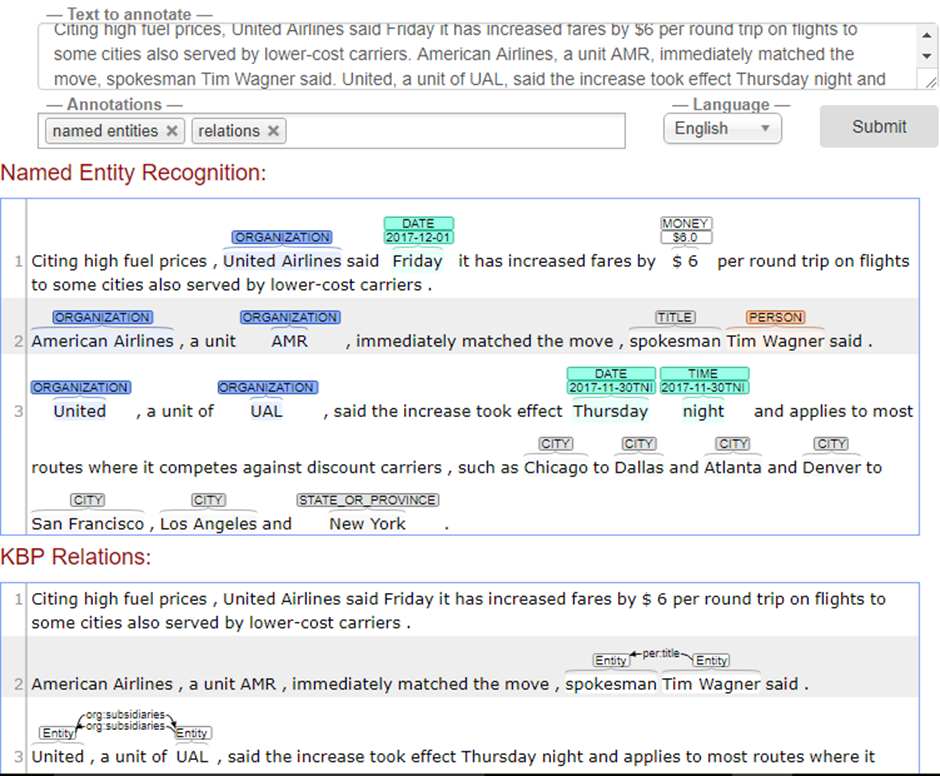 Text to annotate
Citing high fuel prices, United Airlines said Friday it has increased fares by $6 per round trip on flights to
some cities also served by lower-cost carriers. American Airlines, a unit AMR, immediately matched the
move, spokesman Tim Wagner said. United, a unit of UAL, said the increase took effect Thursday night and
Annotations Language
named entities × relations × English Submit
Named Entity Recognition:
DATE MONEY
ORGANIZATION 2017-12-01 $6.0
1 Citing high fuel prices , United Airlines said Friday it has increased fares by $ 6 per round trip on flights
to some cities also served by lower-cost carriers .
ORGANIZATION ORGANIZATION TITLE PERSON
2 American Airlines , a unit AMR , immediately matched the move , spokesman Tim Wagner said .
DATE TIME
ORGANIZATION ORGANIZATION 2017-11-30TNI 2017-11-30TNI
3 United , a unit of UAL , said the increase took effect Thursday night and applies to most
CITY CITY CITY CITY
routes where it competes against discount carriers , such as Chicago to Dallas and Atlanta and Denver to
CITY CITY STATE_OR_PROVINCE
San Francisco , Los Angeles and New York .
KBP Relations:
1 Citing high fuel prices , United Airlines said Friday it has increased fares by $ 6 per round trip on flights to
some cities also served by lower-cost carriers .
Entity per:title Entity
2 American Airlines , a unit AMR , immediately matched the move , spokesman Tim Wagner said .
org:subsidiaries
org:subsidiaries
Entity Entity
3 United , a unit of UAL , said the increase took effect Thursday night and applies to most routes where it